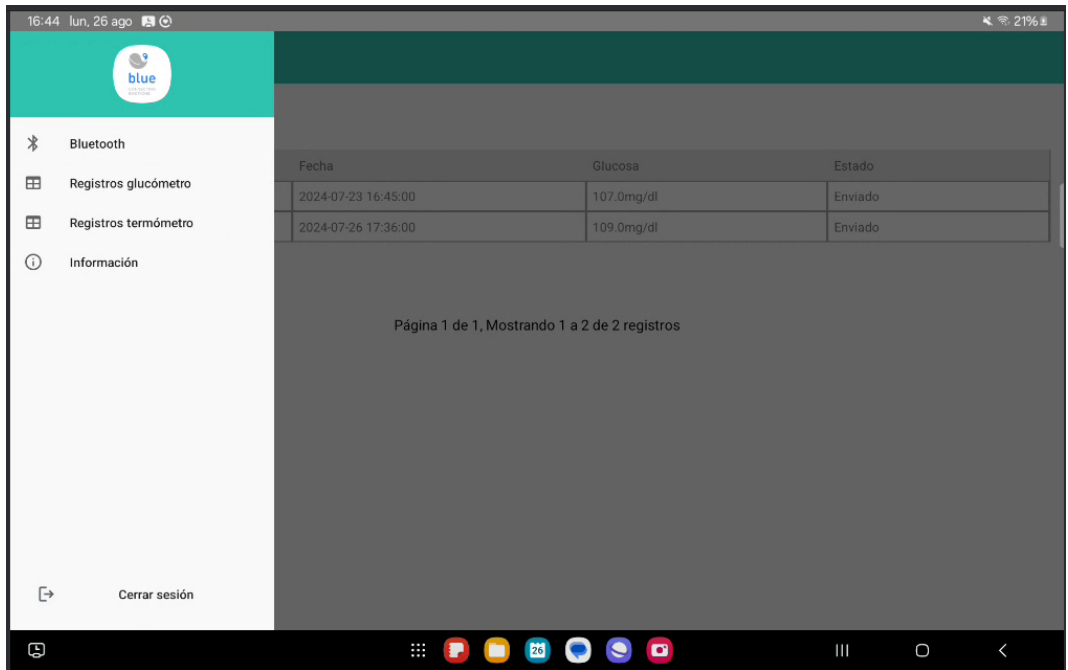 16:44 lun, 26 ago 21%
blue
Bluetooth
Registros glucómetro
Registros termómetro
Información
Cerrar sesión
Fecha Glucosa Estado
2024-07-23 16:45:00 107.0mg/dl Enviado
2024-07-26 17:36:00 109.0mg/dl Enviado
Página 1 de 1, Mostrando 1 a 2 de 2 registros
26